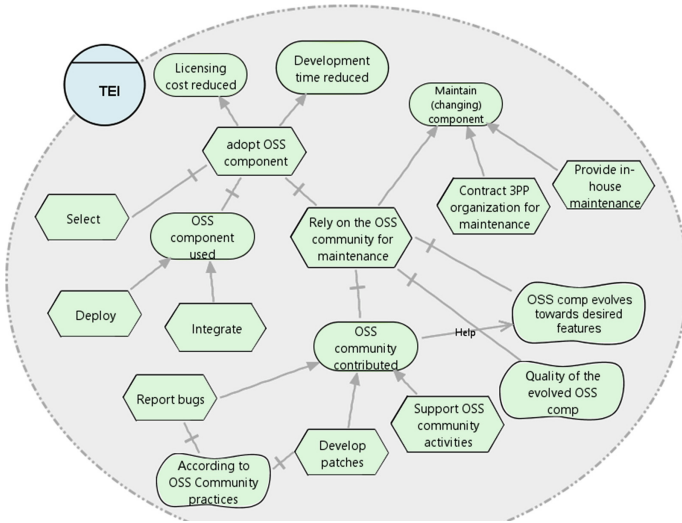 TEI
Licensing
cost reduced
Development
time reduced
Maintain
(changing)
component
adopt OSS
component
Provide in-
house
maintenance
Contract 3PP
organization for
maintenance
Select
OSS
component
used
Rely on the OSS
community for
maintenance
Deploy
Integrate
OSS comp evolves
towards desired
features
Help
OSS
community
contributed
Quality of the
evolved OSS
comp
Report bugs
Support OSS
community
activities
Develop
patches
According to
OSS Community
practices